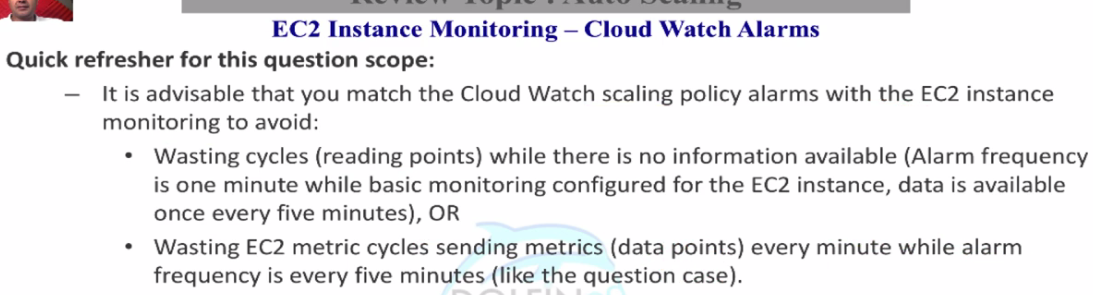 Review Topic : Auto Scaling
EC2 Instance Monitoring – Cloud Watch Alarms
Quick refresher for this question scope:
– It is advisable that you match the Cloud Watch scaling policy alarms with the EC2 instance
monitoring to avoid:
• Wasting cycles (reading points) while there is no information available (Alarm frequency
is one minute while basic monitoring configured for the EC2 instance, data is available
once every five minutes), OR
• Wasting EC2 metric cycles sending metrics (data points) every minute while alarm
frequency is every five minutes (like the question case).